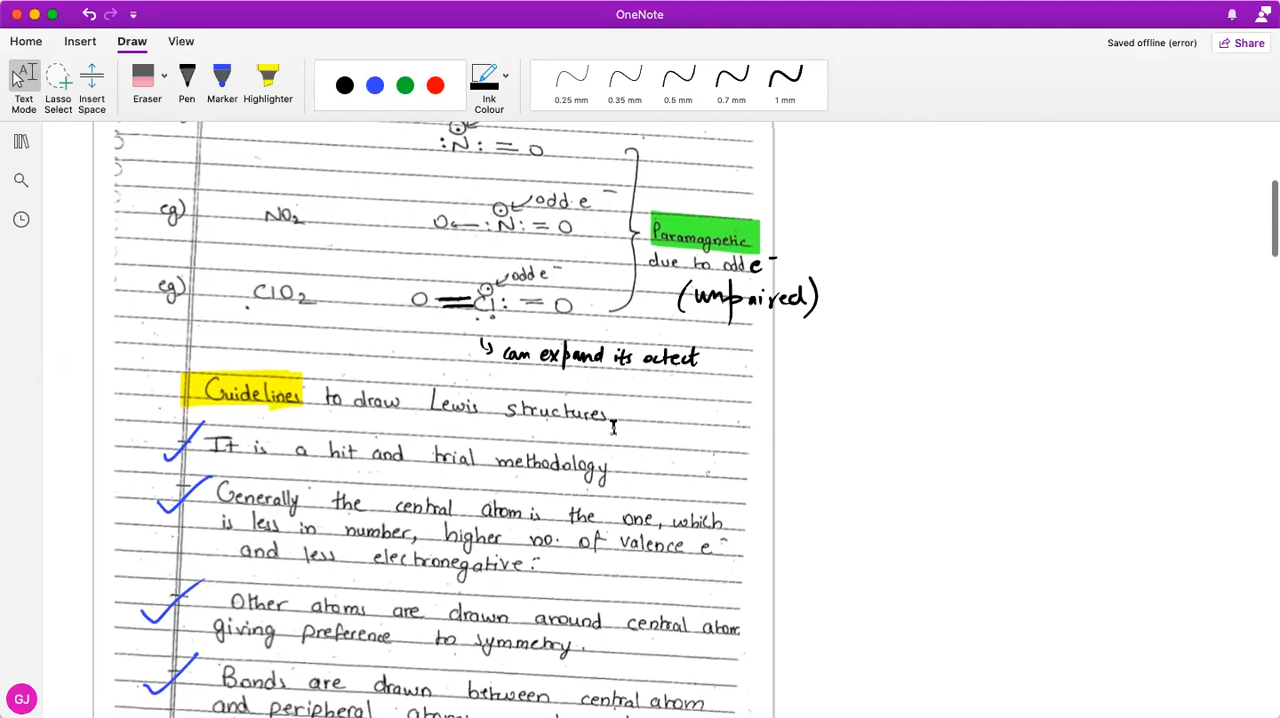 OneNote
Home Insert Draw View
Saved offline (error) Share
Text Mode
Lasso Select
Insert Space
Eraser
Pen
Marker
Highlighter
Ink Colour
0.25 mm 0.35 mm 0.5 mm 0.7 mm 1 mm
:N: = O
eg) NO2 O← :N: = O odd e-
Paramagnetic
due to odd e-
(unpaired)
eg) ClO2 O = Cl: = O odd e-
↳ can expand its octect
Guidelines to draw Lewis structures
It is a hit and trial methodology
Generally the central atom is the one, which
is less in number, higher no. of valence e-
and less electronegative:
Other atoms are drawn around central atom
giving preference to symmetry.
Bonds are drawn between central atom
and peripheral atoms
GJ